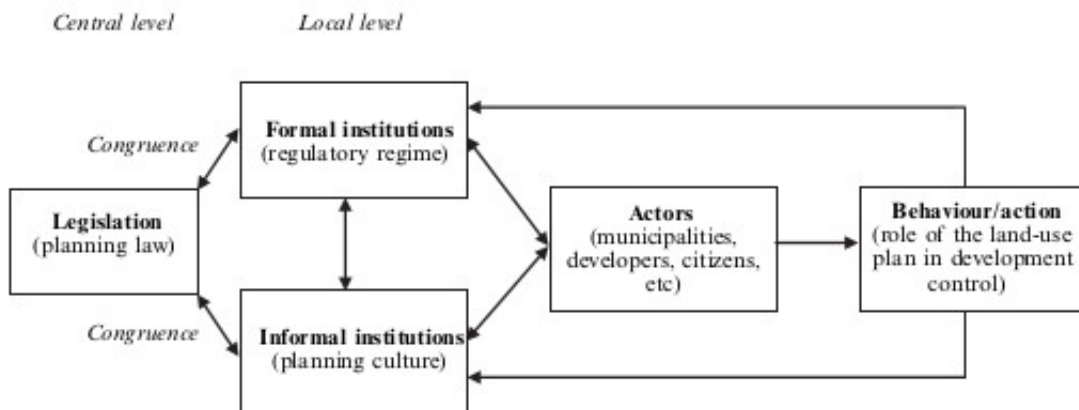 Central level
Local level
Formal institutions
(regulatory regime)
Congruence
Legislation
(planning law)
Actors
(municipalities,
developers, citizens,
etc)
Behaviour/action
(role of the land-use
plan in development
control)
Congruence
Informal institutions
(planning culture)